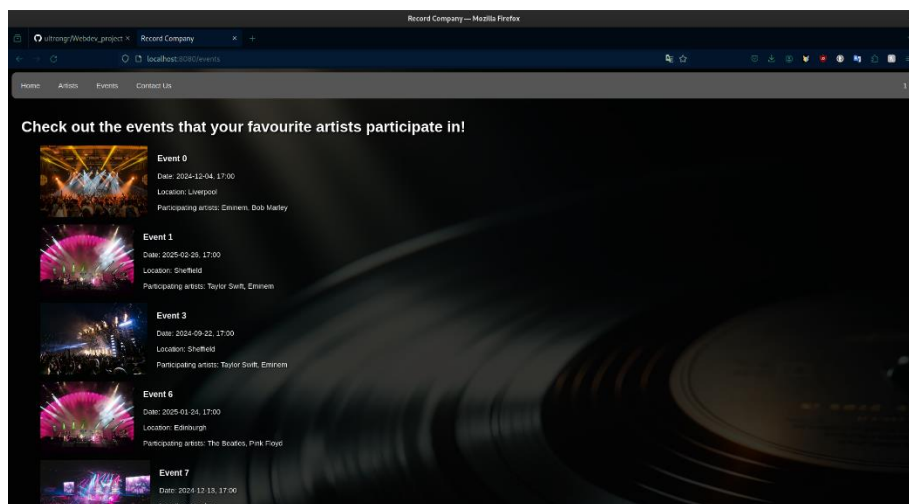 Record Company — Mozilla Firefox
ultrongr/Webdev_project × Record Company × +
localhost:8080/events
Home Artists Events Contact Us 1
Check out the events that your favourite artists participate in!
Event 0
Date: 2024-12-04, 17:00
Location: Liverpool
Participating artists: Eminem, Bob Marley
Event 1
Date: 2025-02-26, 17:00
Location: Sheffield
Participating artists: Taylor Swift, Eminem
Event 3
Date: 2024-09-22, 17:00
Location: Sheffield
Participating artists: Taylor Swift, Eminem
Event 6
Date: 2025-01-24, 17:00
Location: Edinburgh
Participating artists: The Beatles, Pink Floyd
Event 7
Date: 2024-12-13, 17:00